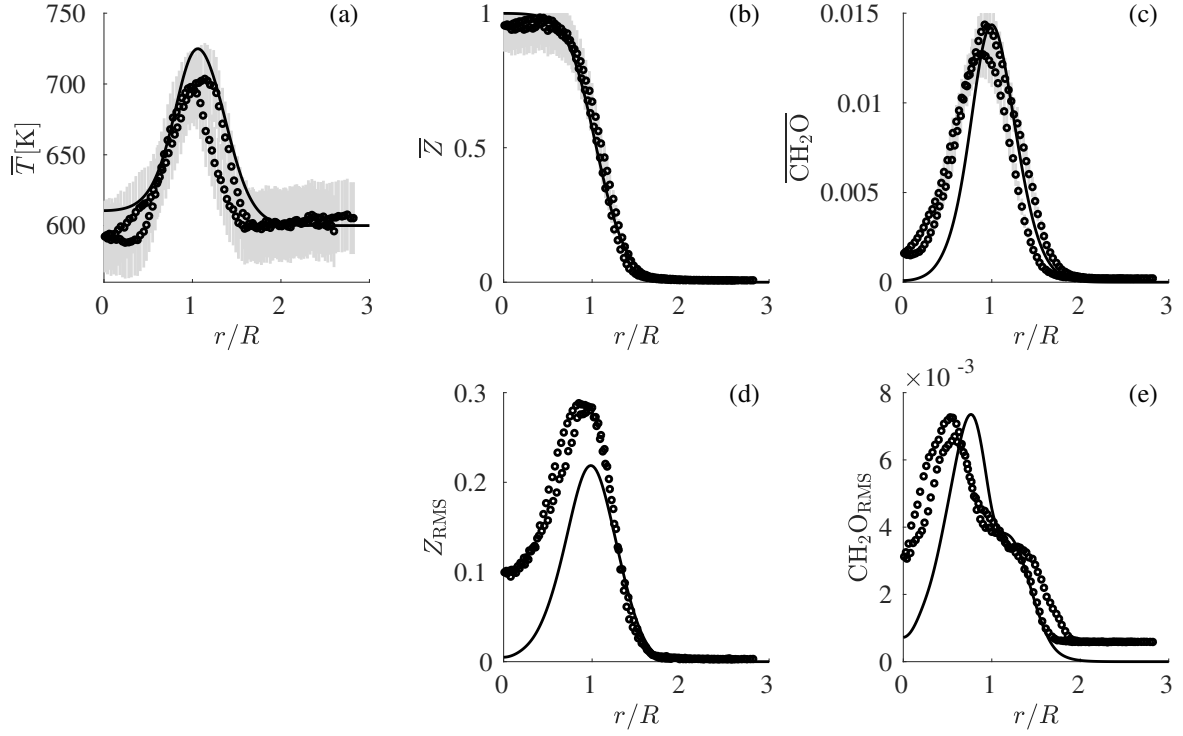 (a)
750
700
650
600
T̅ [K]
0 1 2 3
r/R
(b)
1
0.5
0
Z̅
0 1 2 3
r/R
(c)
0.015
0.01
0.005
0
C̅H̅₂̅O̅
0 1 2 3
r/R
(d)
0.3
0.2
0.1
0
Z_RMS
0 1 2 3
r/R
×10⁻³
(e)
8
6
4
2
0
CH₂O_RMS
0 1 2 3
r/R